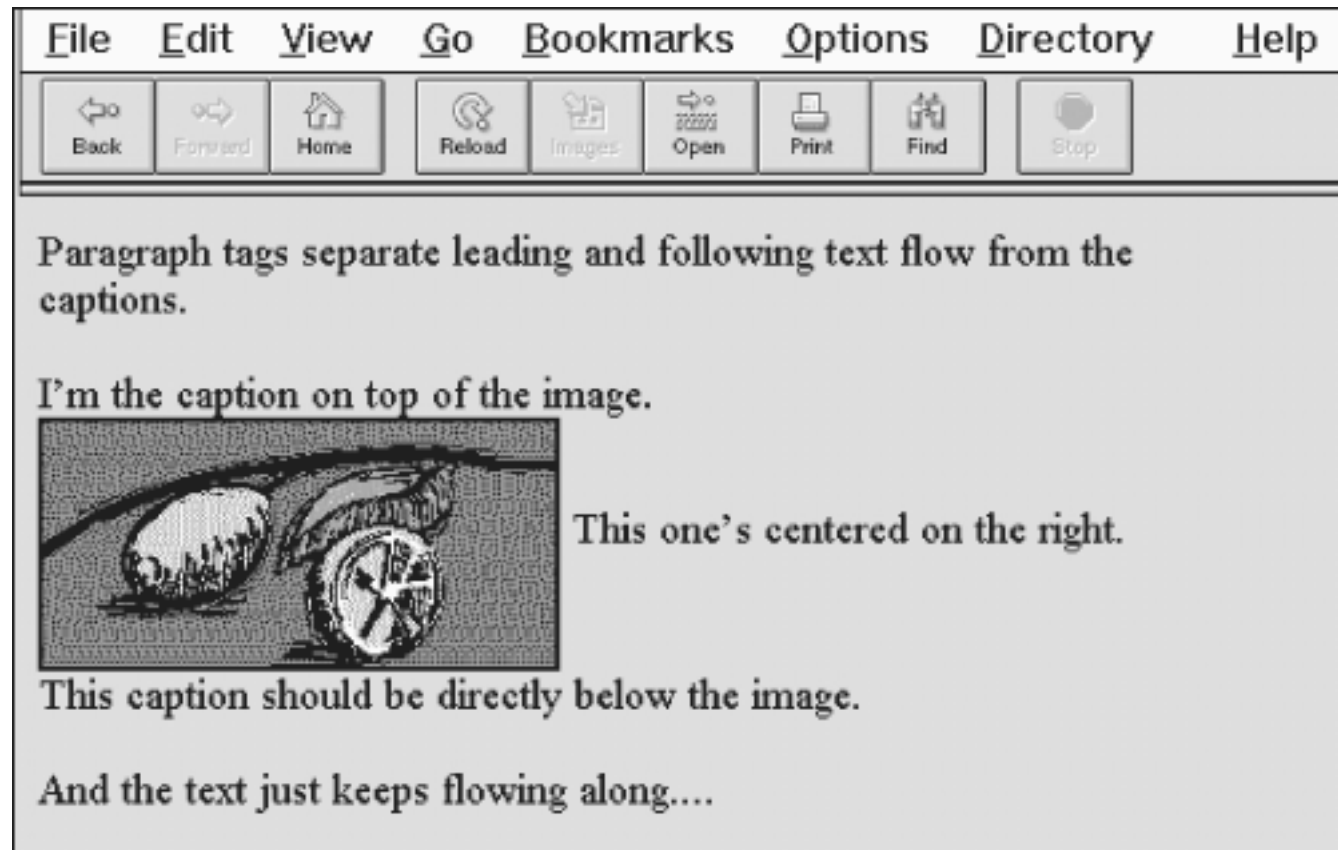 File Edit View Go Bookmarks Options Directory Help
Back Forward Home Reload Images Open Print Find Stop
Paragraph tags separate leading and following text flow from the
captions.
I'm the caption on top of the image.
This one's centered on the right.
This caption should be directly below the image.
And the text just keeps flowing along....